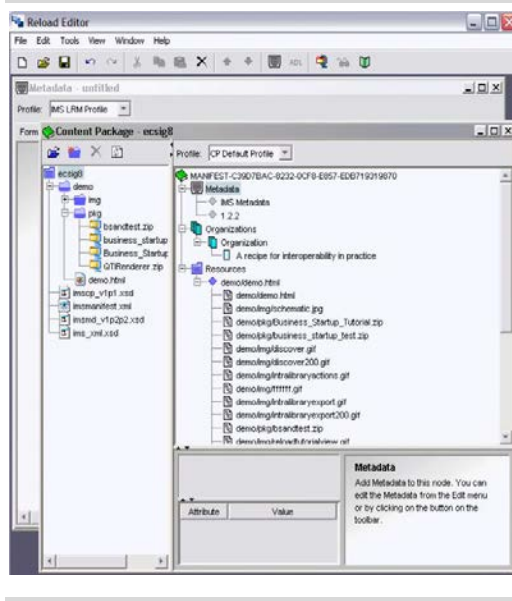 Reload Editor
File Edit Tools View Window Help
Metadata - untitled
Profile: IMS LRM Profile
Form
Content Package - ecsig8
Profile: CP Default Profile
ecsig8
demo
img
pkg
bsandtest.zip
business_startup
Business_Startup
QTIRenderer.zip
demo.html
imscp_v1p1.xsd
imsmanifest.xml
imsmd_v1p2p2.xsd
ims_xml.xsd
MANIFEST-C39D7BAC-8232-0CF8-E857-EDB719319870
Metadata
IMS Metadata
1.2.2
Organizations
Organization
A recipe for interoperability in practice
Resources
demo/demo.html
demo/demo.html
demo/img/schematic.jpg
demo/pkg/Business_Startup_Tutorial.zip
demo/pkg/business_startup_test.zip
demo/img/discover.gif
demo/img/discover200.gif
demo/img/intralibraryactions.gif
demo/img/ffffff.gif
demo/img/intralibraryexport.gif
demo/img/intralibraryexport200.gif
demo/pkg/bsandtest.zip
demo/img/reloadtutorialview.gif
Attribute Value
Metadata
Add Metadata to this node. You can
edit the Metadata from the Edit menu
or by clicking on the button on the
toolbar.